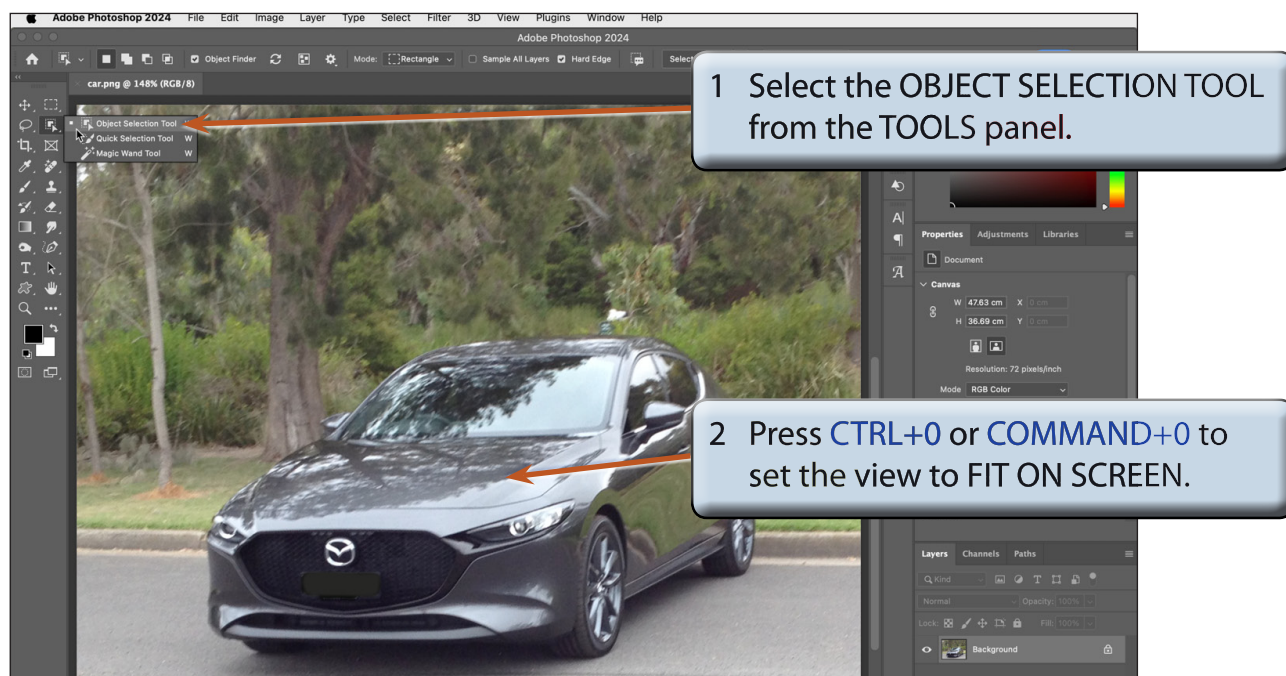 Adobe Photoshop 2024 File Edit Image Layer Type Select Filter 3D View Plugins Window Help
Adobe Photoshop 2024
Object Finder Mode: Rectangle Sample All Layers Hard Edge Select
car.png @ 148% (RGB/8)
1 Select the OBJECT SELECTION TOOL
from the TOOLS panel.
Object Selection Tool
Quick Selection Tool W
Magic Wand Tool W
Properties Adjustments Libraries
Document
Canvas
W 47.63 cm X 0 cm
H 36.69 cm Y 0 cm
Resolution: 72 pixels/inch
Mode RGB Color
2 Press CTRL+0 or COMMAND+0 to
set the view to FIT ON SCREEN.
Layers Channels Paths
Kind
Normal Opacity: 100%
Lock: Fill: 100%
Background